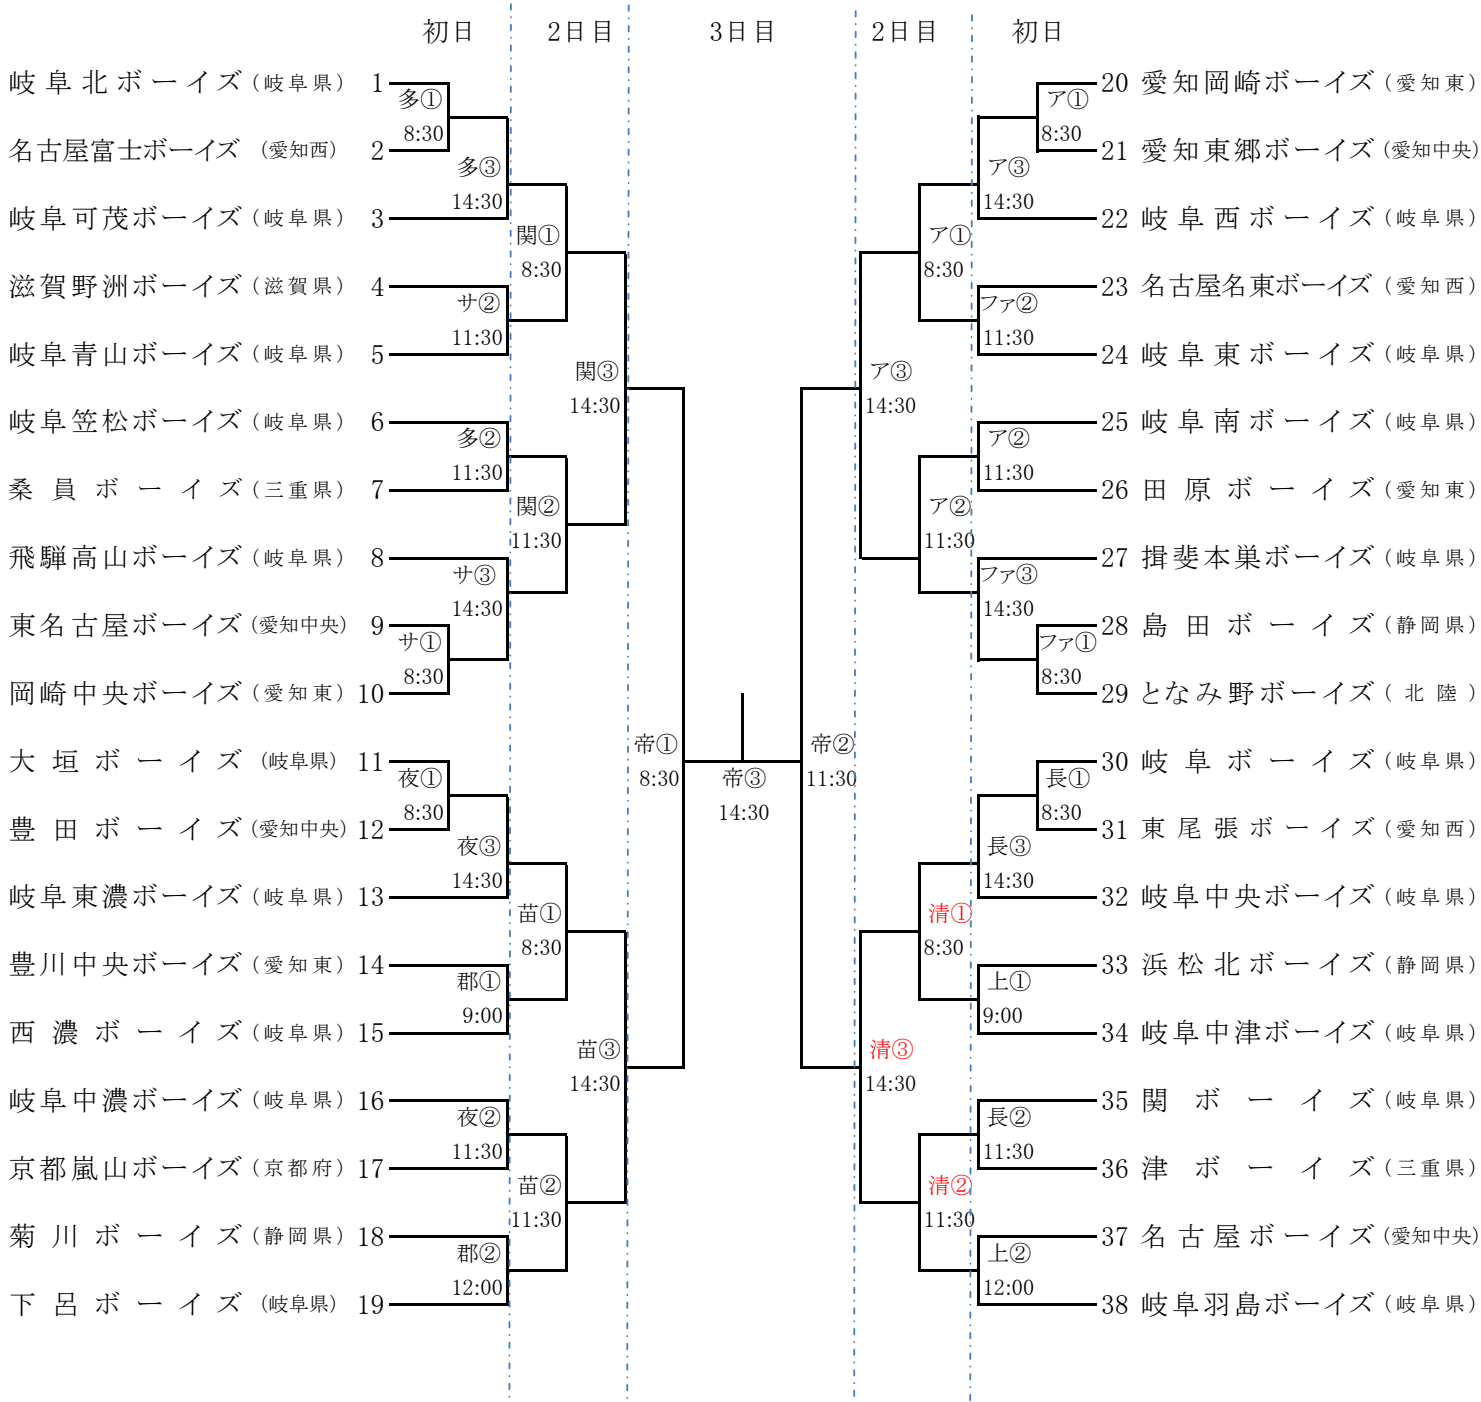 初日 2日目 3日目 2日目 初日
岐阜北ボーイズ (岐阜県) 1 20 愛知岡崎ボーイズ (愛知東)
多① ア①
8:30 8:30
名古屋富士ボーイズ (愛知西) 2 21 愛知東郷ボーイズ (愛知中央)
多③ ア③
14:30 14:30
岐阜可茂ボーイズ (岐阜県) 3 22 岐阜西ボーイズ (岐阜県)
関① ア①
8:30 8:30
滋賀野洲ボーイズ (滋賀県) 4 23 名古屋名東ボーイズ (愛知西)
サ② ファ②
11:30 11:30
岐阜青山ボーイズ (岐阜県) 5 24 岐阜東ボーイズ (岐阜県)
関③ ア③
14:30 14:30
岐阜笠松ボーイズ (岐阜県) 6 25 岐阜南ボーイズ (岐阜県)
多② ア②
11:30 11:30
桑員ボーイズ (三重県) 7 26 田原ボーイズ (愛知東)
関② ア②
11:30 11:30
飛騨高山ボーイズ (岐阜県) 8 27 揖斐本巣ボーイズ (岐阜県)
サ③ ファ③
14:30 14:30
東名古屋ボーイズ (愛知中央) 9 28 島田ボーイズ (静岡県)
サ① ファ①
8:30 8:30
岡崎中央ボーイズ (愛知東) 10 29 となみ野ボーイズ (北陸)
帝① 帝②
大垣ボーイズ (岐阜県) 11 30 岐阜ボーイズ (岐阜県)
夜① 8:30 帝③ 11:30 長①
8:30 14:30 8:30
豊田ボーイズ (愛知中央) 12 31 東尾張ボーイズ (愛知西)
夜③ 長③
14:30 14:30
岐阜東濃ボーイズ (岐阜県) 13 32 岐阜中央ボーイズ (岐阜県)
苗① 清①
8:30 8:30
豊川中央ボーイズ (愛知東) 14 33 浜松北ボーイズ (静岡県)
郡① 上①
9:00 9:00
西濃ボーイズ (岐阜県) 15 34 岐阜中津ボーイズ (岐阜県)
苗③ 清③
14:30 14:30
岐阜中濃ボーイズ (岐阜県) 16 35 関ボーイズ (岐阜県)
夜② 長②
11:30 11:30
京都嵐山ボーイズ (京都府) 17 36 津ボーイズ (三重県)
苗② 清②
11:30 11:30
菊川ボーイズ (静岡県) 18 37 名古屋ボーイズ (愛知中央)
郡② 上②
12:00 12:00
下呂ボーイズ (岐阜県) 19 38 岐阜羽島ボーイズ (岐阜県)